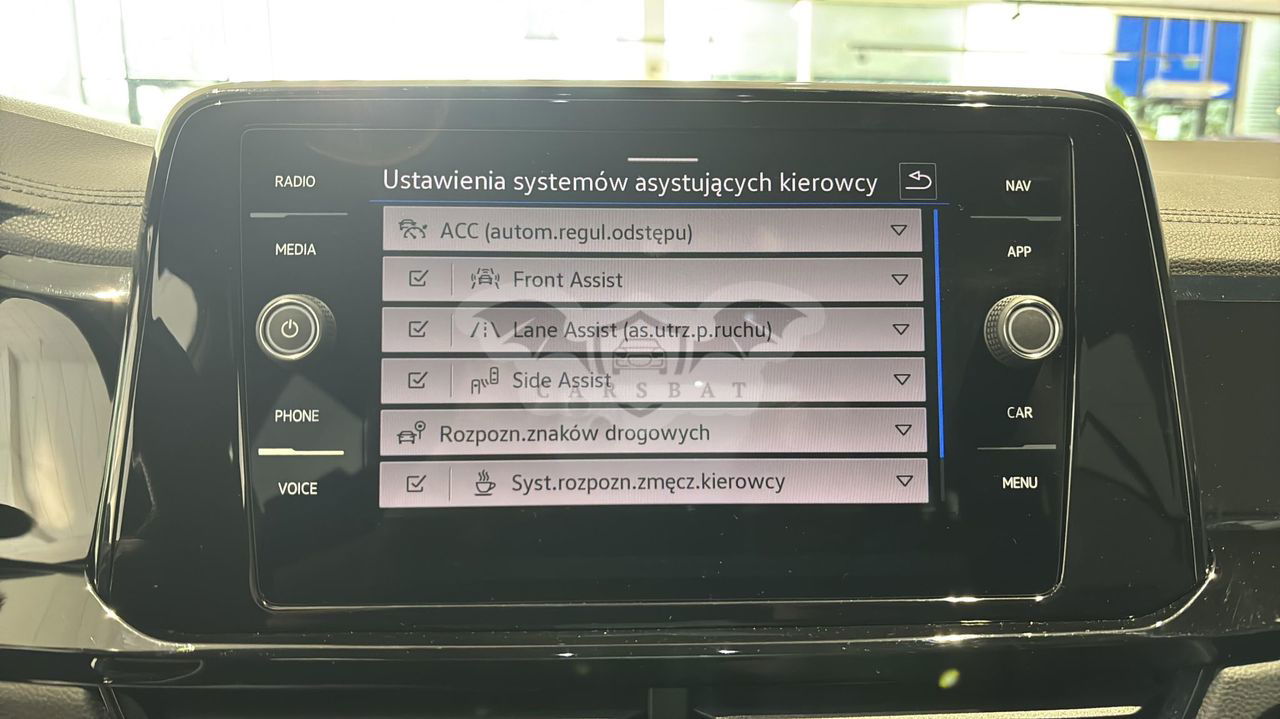 RADIO
MEDIA
PHONE
VOICE
Ustawienia systemów asystujących kierowcy
ACC (autom.regul.odstępu)
Front Assist
Lane Assist (as.utrz.p.ruchu)
Side Assist
CARSBAT
Rozpozn.znaków drogowych
Syst.rozpozn.zmęcz.kierowcy
NAV
APP
CAR
MENU